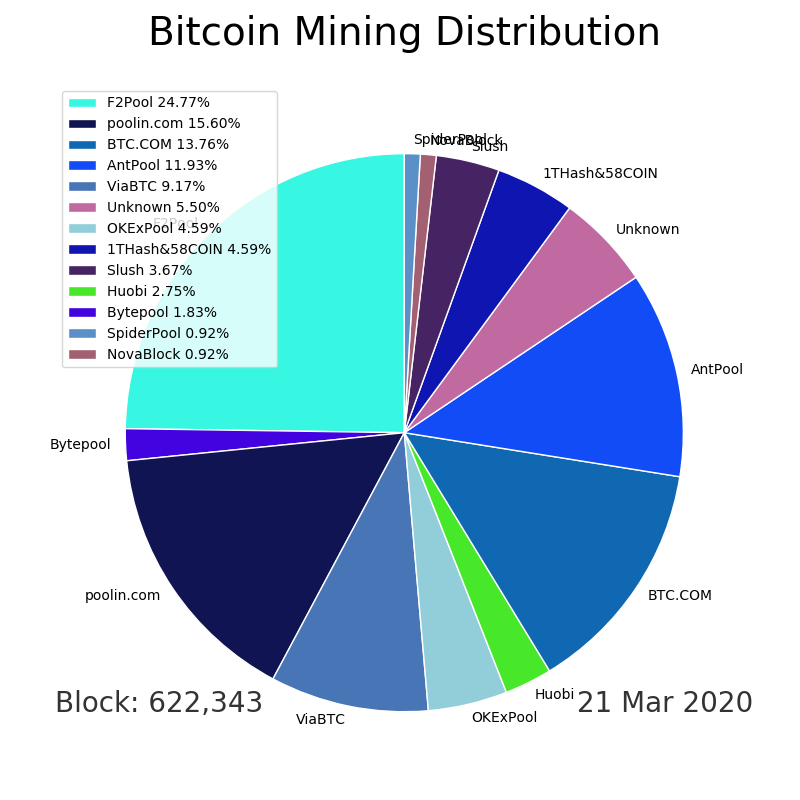 Bitcoin Mining Distribution
F2Pool 24.77%
poolin.com 15.60%
BTC.COM 13.76%
AntPool 11.93%
ViaBTC 9.17%
Unknown 5.50%
OKExPool 4.59%
1THash&58COIN 4.59%
Slush 3.67%
Huobi 2.75%
Bytepool 1.83%
SpiderPool 0.92%
NovaBlock 0.92%
SpiderPool
NovaBlock
Slush
1THash&58COIN
Unknown
F2Pool
AntPool
Bytepool
poolin.com
BTC.COM
Huobi
OKExPool
ViaBTC
Block: 622,343
21 Mar 2020